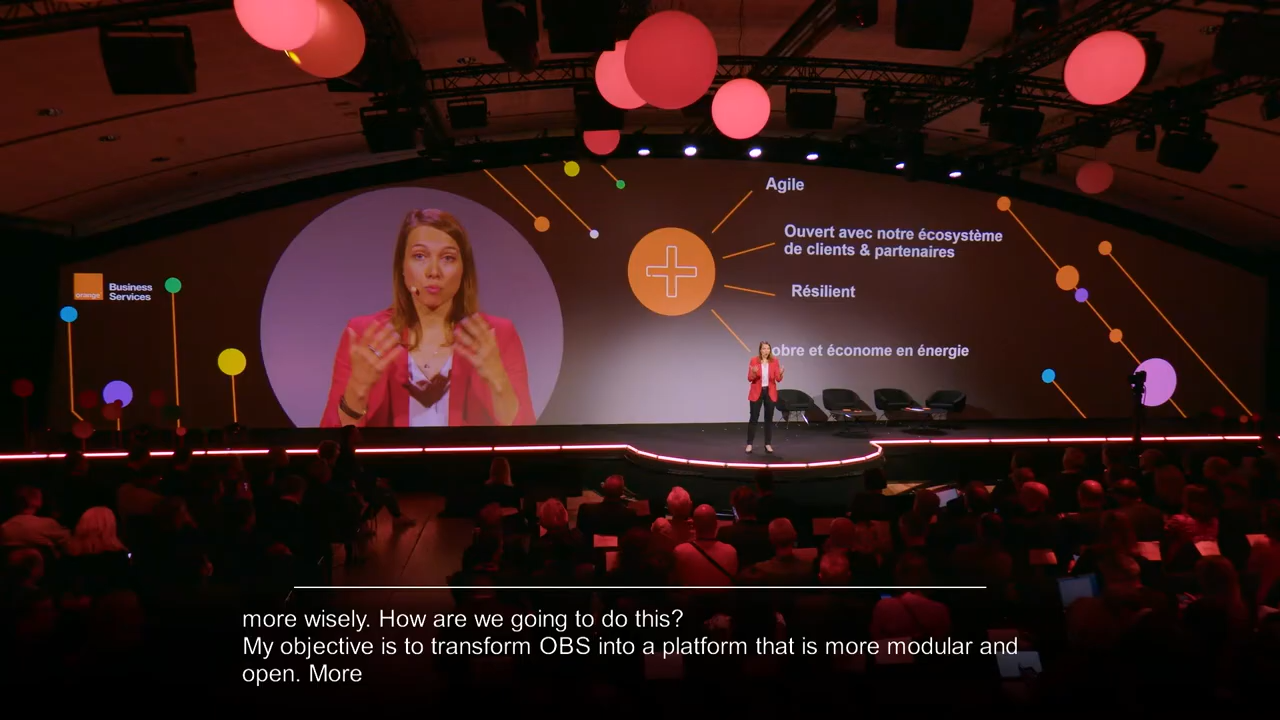 Agile
Ouvert avec notre écosystème
de clients & partenaires
Résilient
obre et économe en énergie
orange
Business
Services
more wisely. How are we going to do this?
My objective is to transform OBS into a platform that is more modular and
open. More